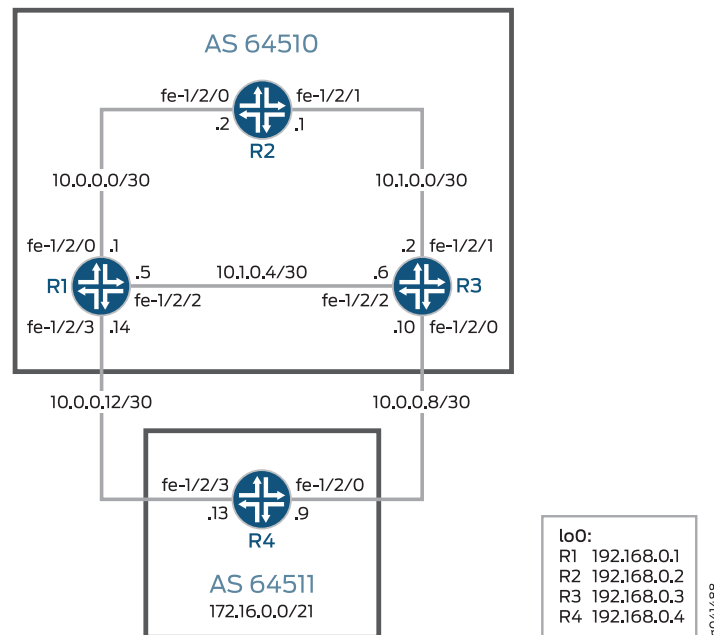 AS 64510
fe-1/2/0 fe-1/2/1
.2 .1
R2
10.0.0.0/30 10.1.0.0/30
fe-1/2/0 .1 .2 fe-1/2/1
.5 10.1.0.4/30 .6
R1 R3
fe-1/2/2 fe-1/2/2
fe-1/2/3 .14 .10 fe-1/2/0
10.0.0.12/30 10.0.0.8/30
fe-1/2/3 fe-1/2/0
.13 .9
R4
AS 64511
172.16.0.0/21
lo0:
R1 192.168.0.1
R2 192.168.0.2
R3 192.168.0.3
R4 192.168.0.4